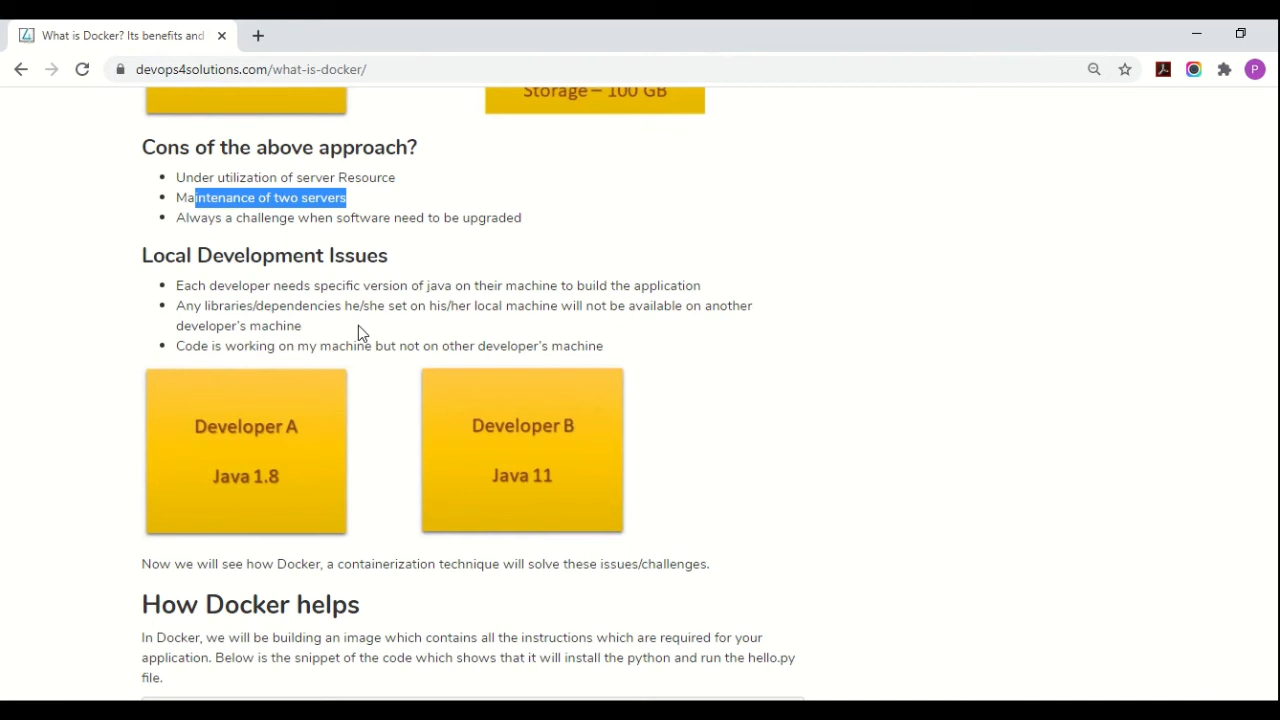 What is Docker? Its benefits and
devops4solutions.com/what-is-docker/
P
Storage – 100 GB
Cons of the above approach?
Under utilization of server Resource
Maintenance of two servers
Always a challenge when software need to be upgraded
Local Development Issues
Each developer needs specific version of java on their machine to build the application
Any libraries/dependencies he/she set on his/her local machine will not be available on another
developer's machine
Code is working on my machine but not on other developer's machine
Developer A
Java 1.8
Developer B
Java 11
Now we will see how Docker, a containerization technique will solve these issues/challenges.
How Docker helps
In Docker, we will be building an image which contains all the instructions which are required for your
application. Below is the snippet of the code which shows that it will install the python and run the hello.py
file.